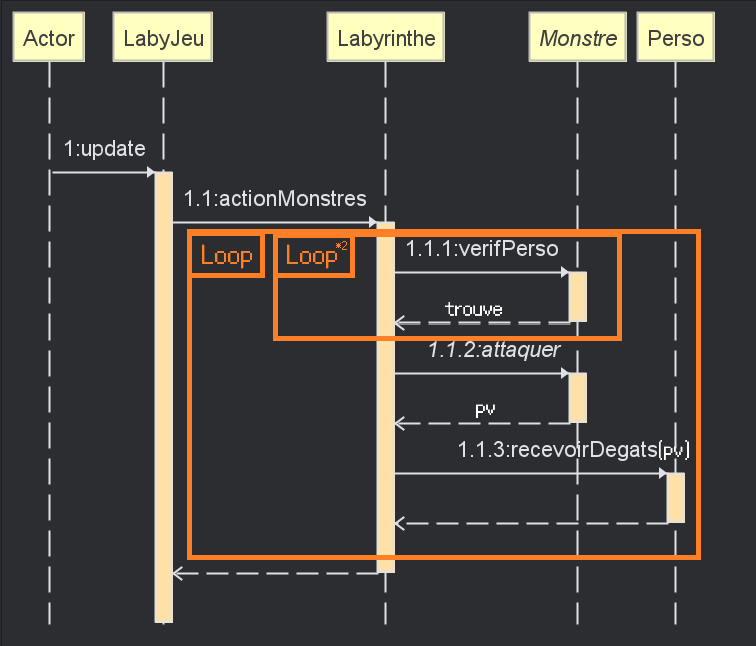 Actor
LabyJeu
Labyrinthe
Monstre
Perso
1:update
1.1:actionMonstres
Loop
Loop*2
1.1.1:verifPerso
trouve
1.1.2:attaquer
pv
1.1.3:recevoirDegats(pv)